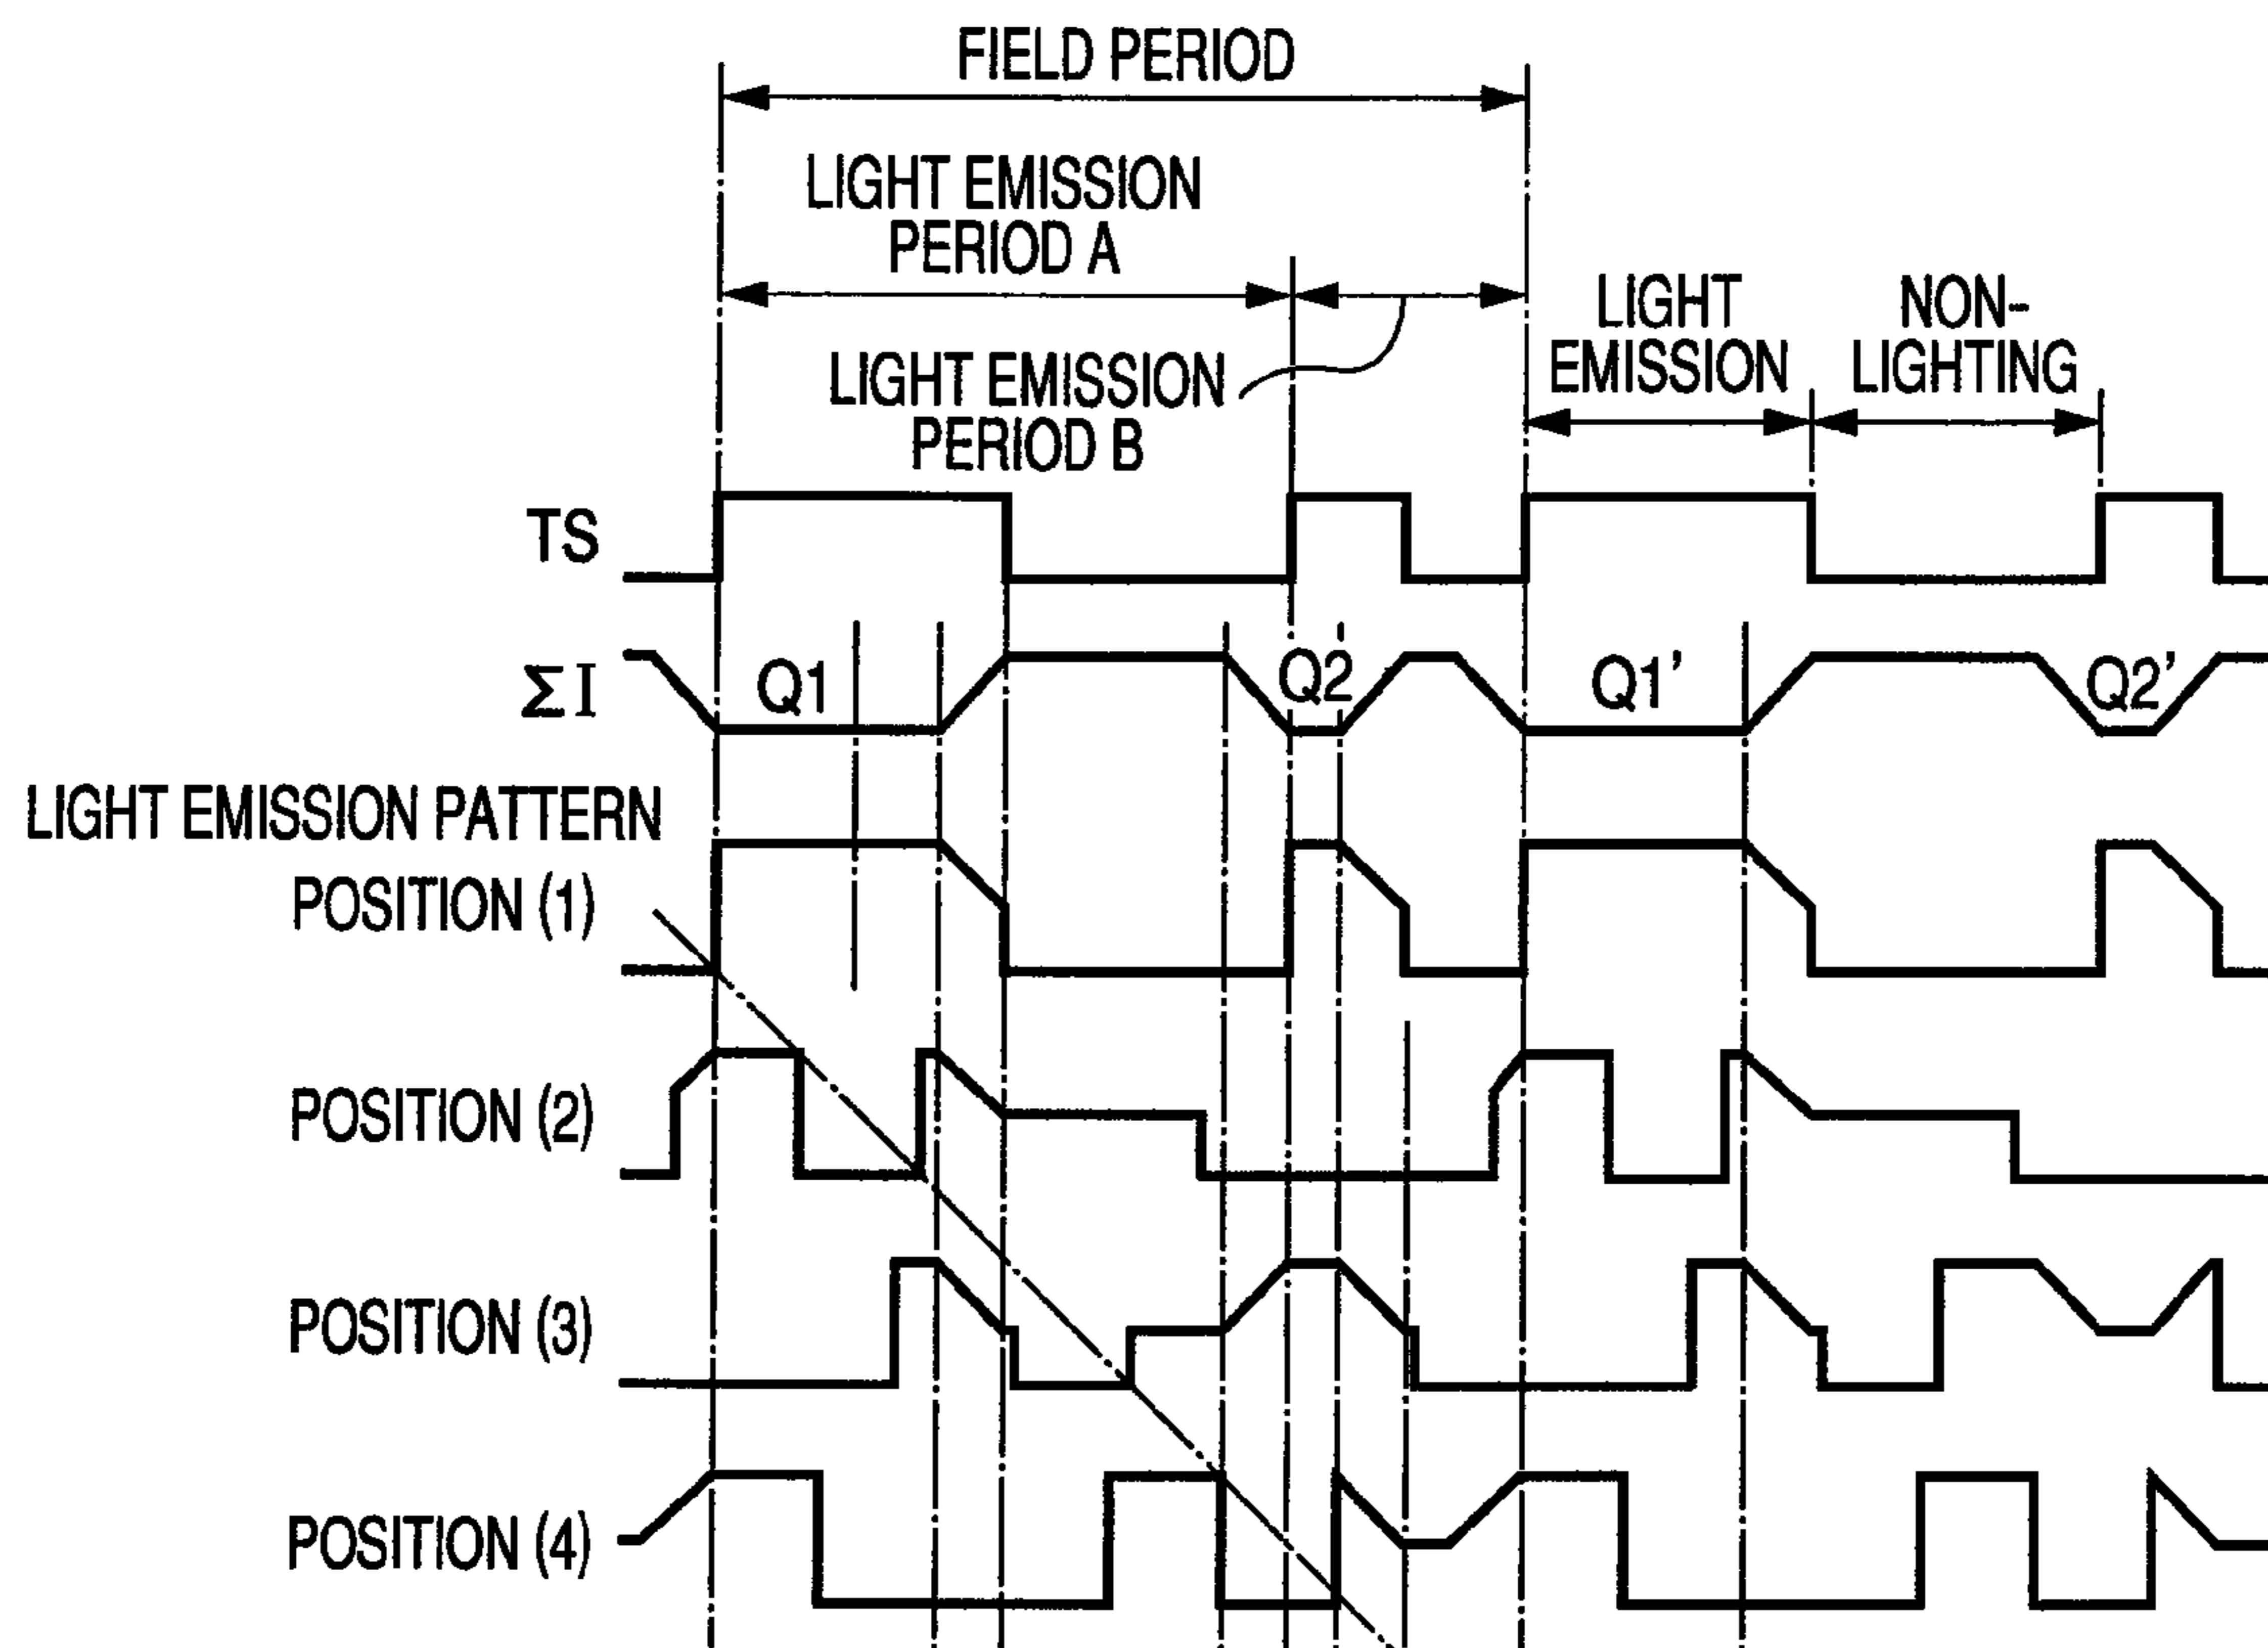 FIELD PERIOD
LIGHT EMISSION
PERIOD A
LIGHT EMISSION
PERIOD B
LIGHT
EMISSION
NON-
LIGHTING
TS
ΣI
Q1
Q2
Q1'
Q2'
LIGHT EMISSION PATTERN
POSITION (1)
POSITION (2)
POSITION (3)
POSITION (4)